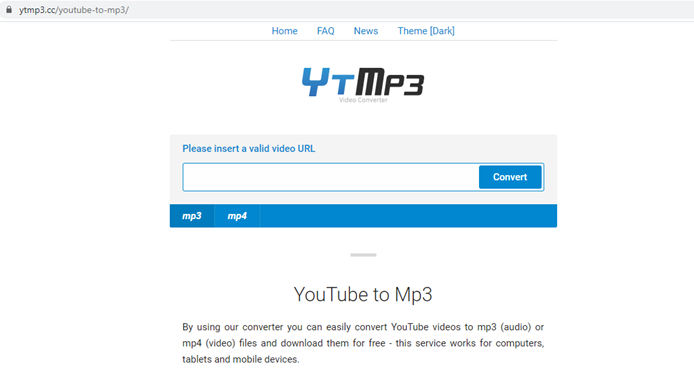 ytmp3.cc/youtube-to-mp3/
Home FAQ News Theme [Dark]
YTMP3
Video Converter
Please insert a valid video URL
Convert
mp3 mp4
YouTube to Mp3
By using our converter you can easily convert YouTube videos to mp3 (audio) or
mp4 (video) files and download them for free - this service works for computers,
tablets and mobile devices.